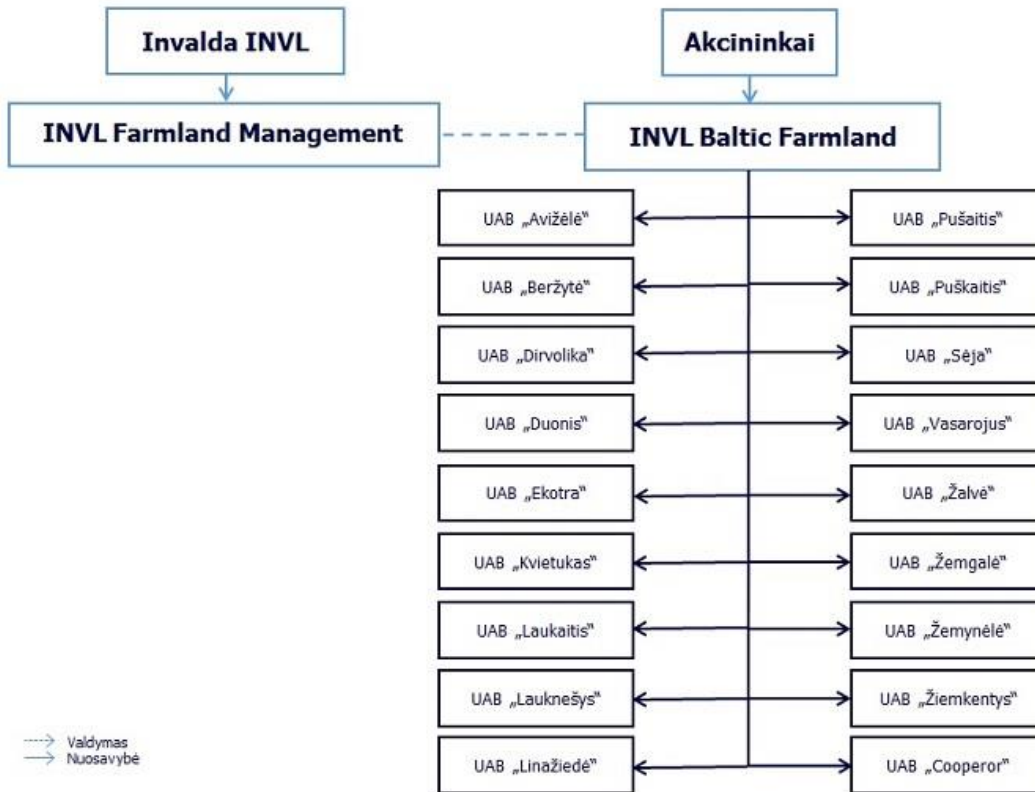 Invalda INVL
Akcininkai
INVL Farmland Management
INVL Baltic Farmland
UAB „Avižėlė“
UAB „Pušaitis“
UAB „Beržytė“
UAB „Puškaitis“
UAB „Dirvolika“
UAB „Sėja“
UAB „Duonis“
UAB „Vasarojus“
UAB „Ekotra“
UAB „Žalvė“
UAB „Kvietukas“
UAB „Žemgalė“
UAB „Laukaitis“
UAB „Žemynėlė“
UAB „Lauknešys“
UAB „Žiemkentys“
UAB „Linažiedė“
UAB „Cooperor“
Valdymas
Nuosavybė